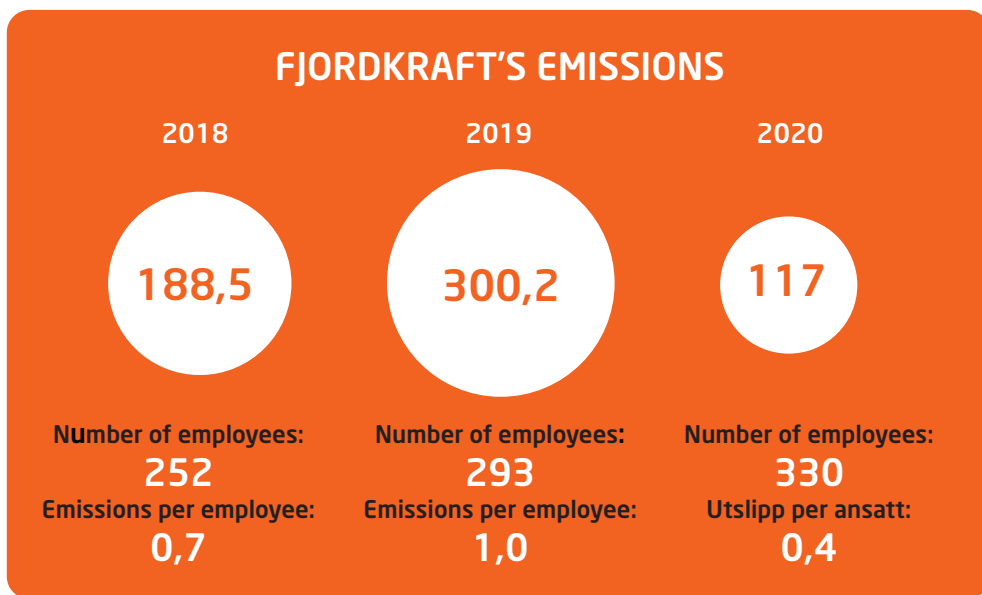 FJORDKRAFT'S EMISSIONS
2018
2019
2020
188,5
300,2
117
Number of employees:
252
Emissions per employee:
0,7
Number of employees:
293
Emissions per employee:
1,0
Number of employees:
330
Utslipp per ansatt:
0,4